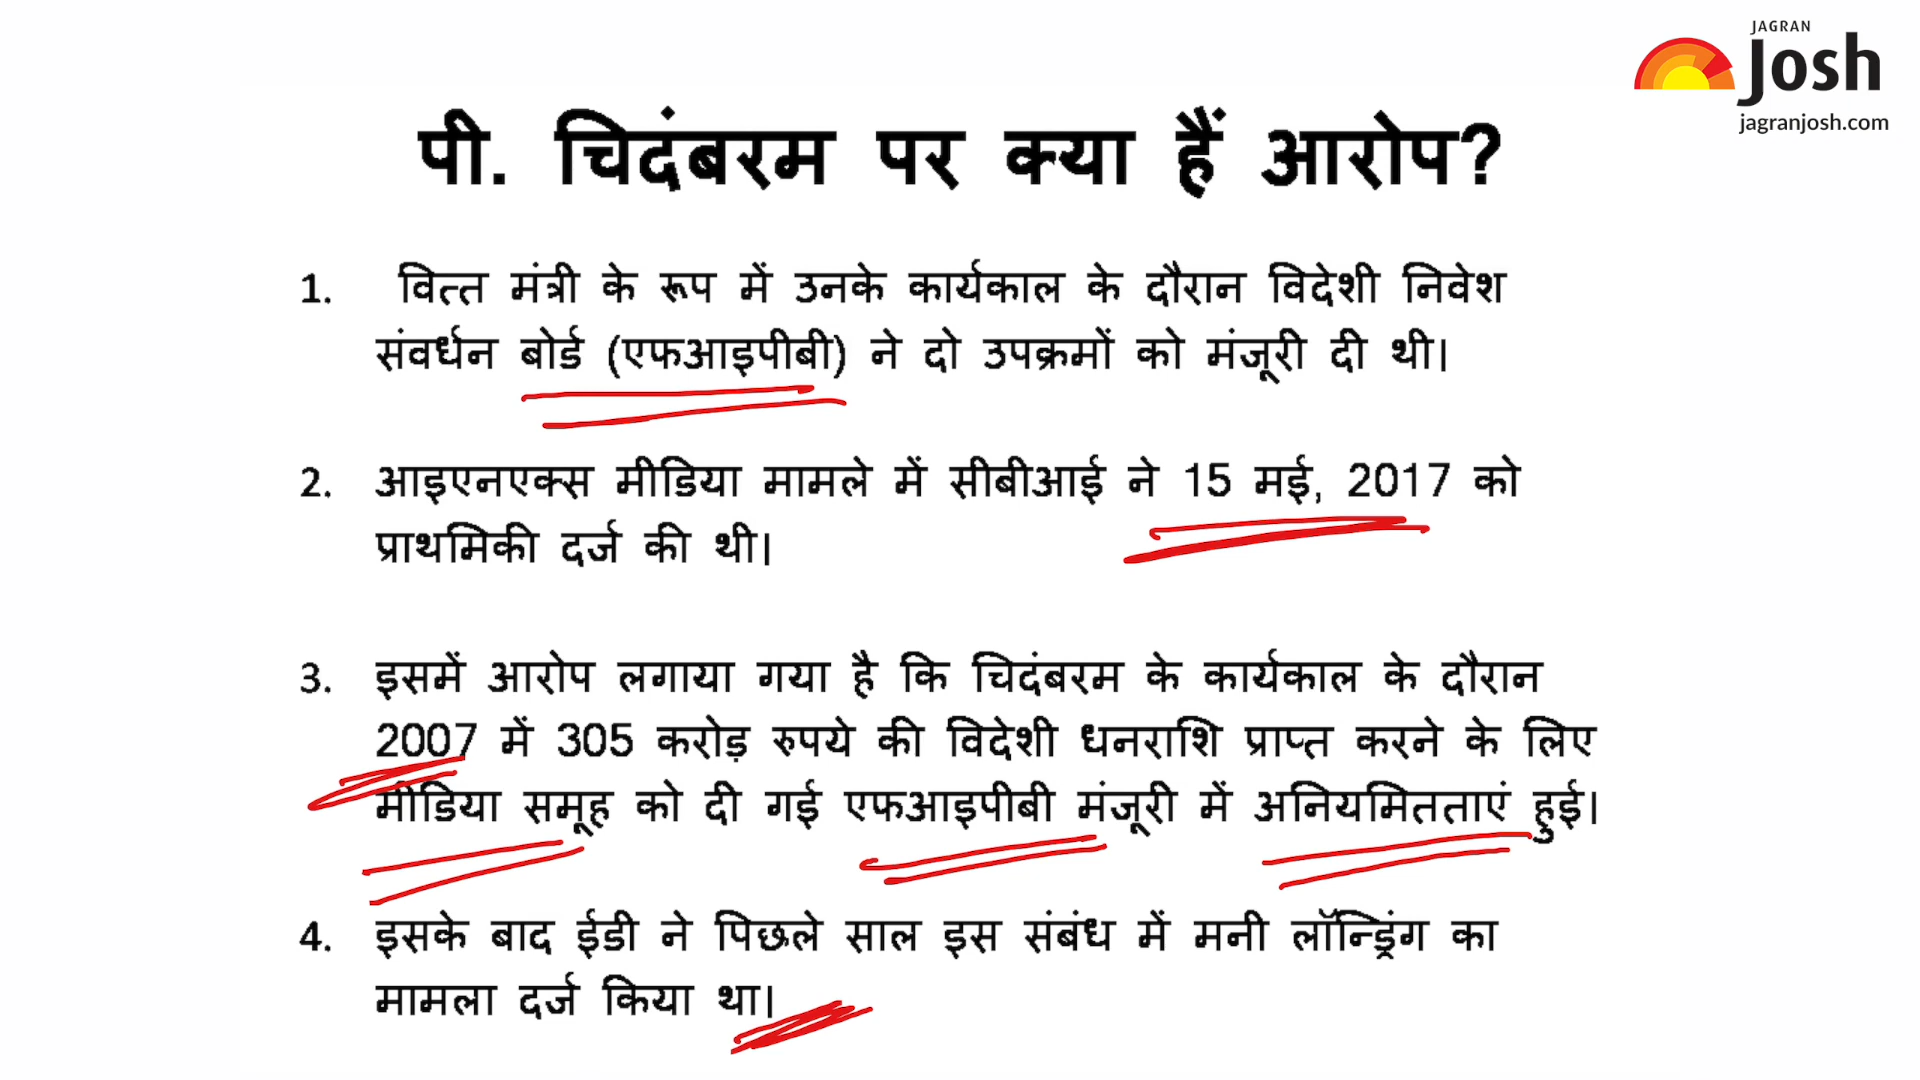 JAGRAN
Josh
jagranjosh.com
पी. चिदंबरम पर क्या हैं आरोप?
1. वित्त मंत्री के रूप में उनके कार्यकाल के दौरान विदेशी निवेश
संवर्धन बोर्ड (एफआइपीबी) ने दो उपक्रमों को मंजूरी दी थी।
2. आइएनएक्स मीडिया मामले में सीबीआई ने 15 मई, 2017 को
प्राथमिकी दर्ज की थी।
3. इसमें आरोप लगाया गया है कि चिदंबरम के कार्यकाल के दौरान
2007 में 305 करोड़ रुपये की विदेशी धनराशि प्राप्त करने के लिए
मीडिया समूह को दी गई एफआइपीबी मंजूरी में अनियमितताएं हुई।
4. इसके बाद ईडी ने पिछले साल इस संबंध में मनी लॉन्ड्रिंग का
मामला दर्ज किया था।